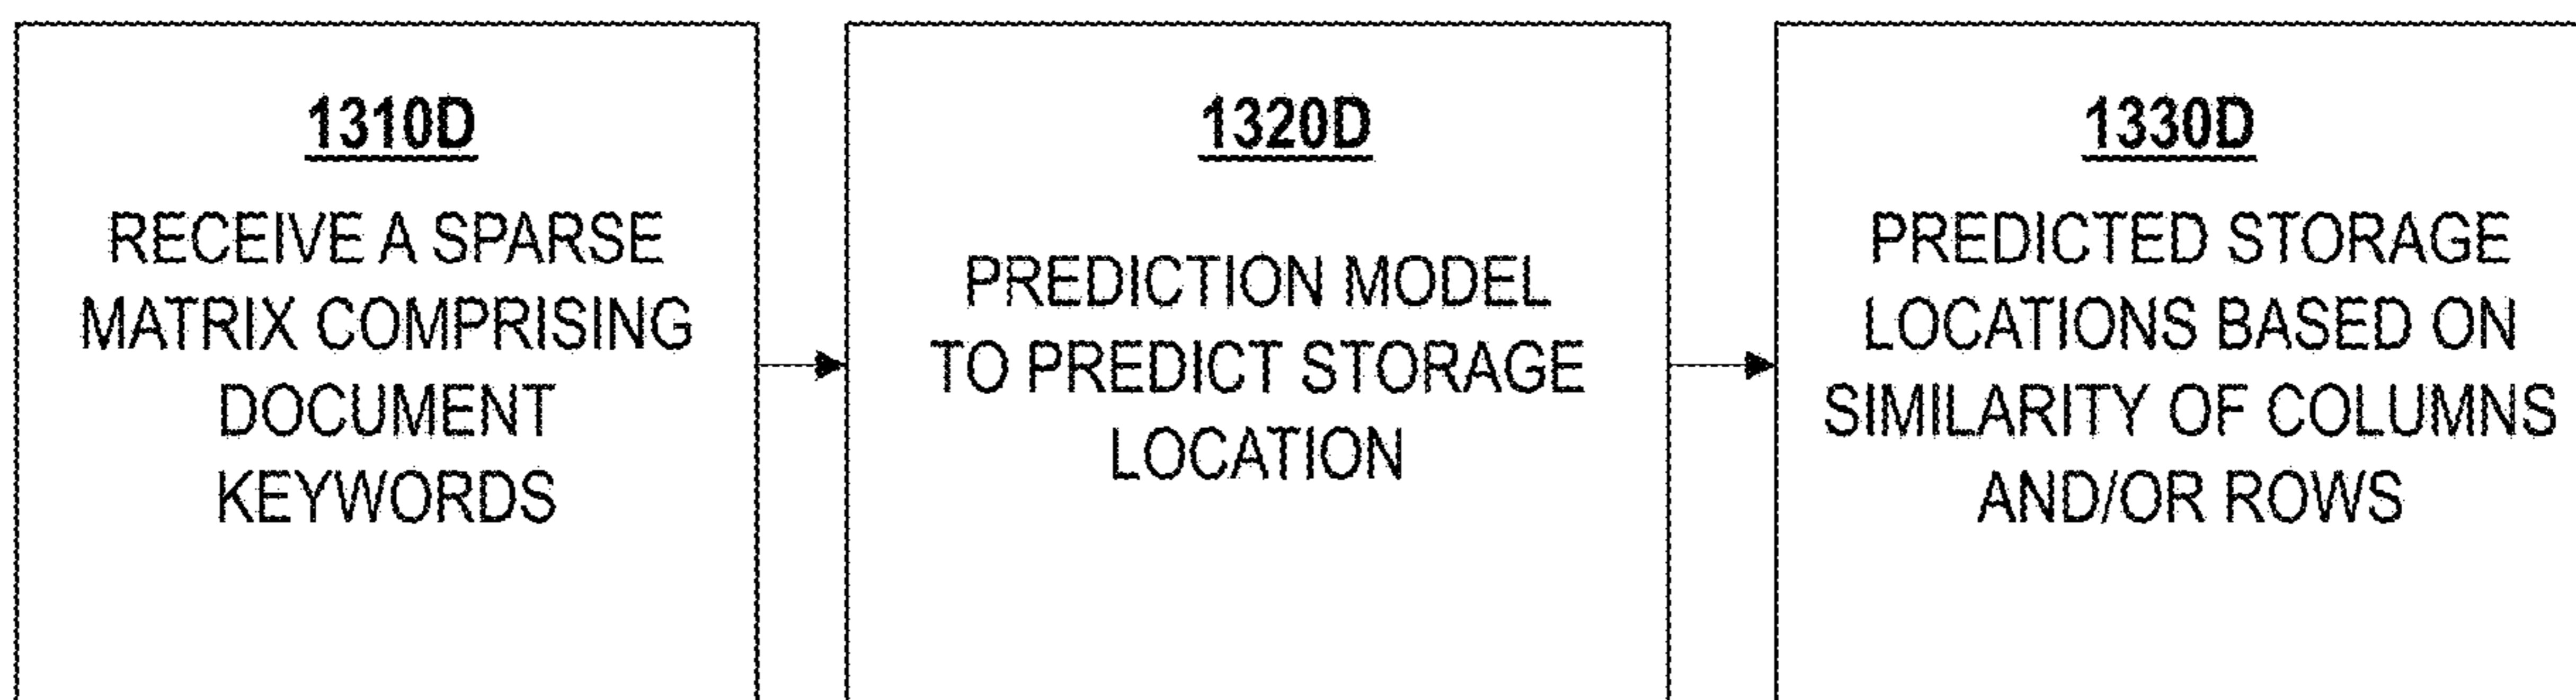 1310D
RECEIVE A SPARSE
MATRIX COMPRISING
DOCUMENT
KEYWORDS
1320D
PREDICTION MODEL
TO PREDICT STORAGE
LOCATION
1330D
PREDICTED STORAGE
LOCATIONS BASED ON
SIMILARITY OF COLUMNS
AND/OR ROWS